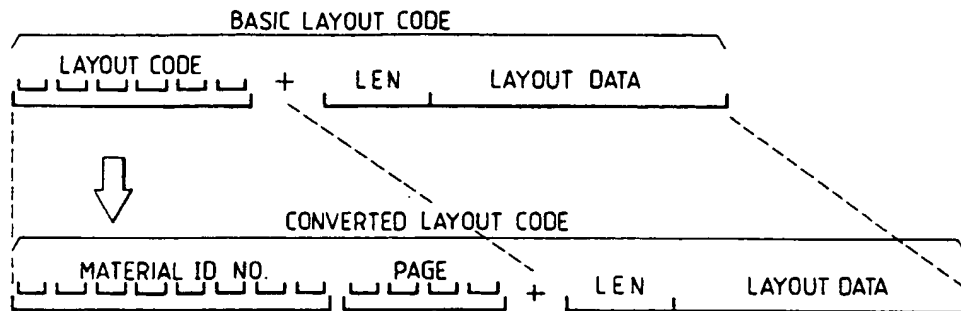 BASIC LAYOUT CODE
LAYOUT CODE + LEN LAYOUT DATA
CONVERTED LAYOUT CODE
MATERIAL ID NO. PAGE + LEN LAYOUT DATA